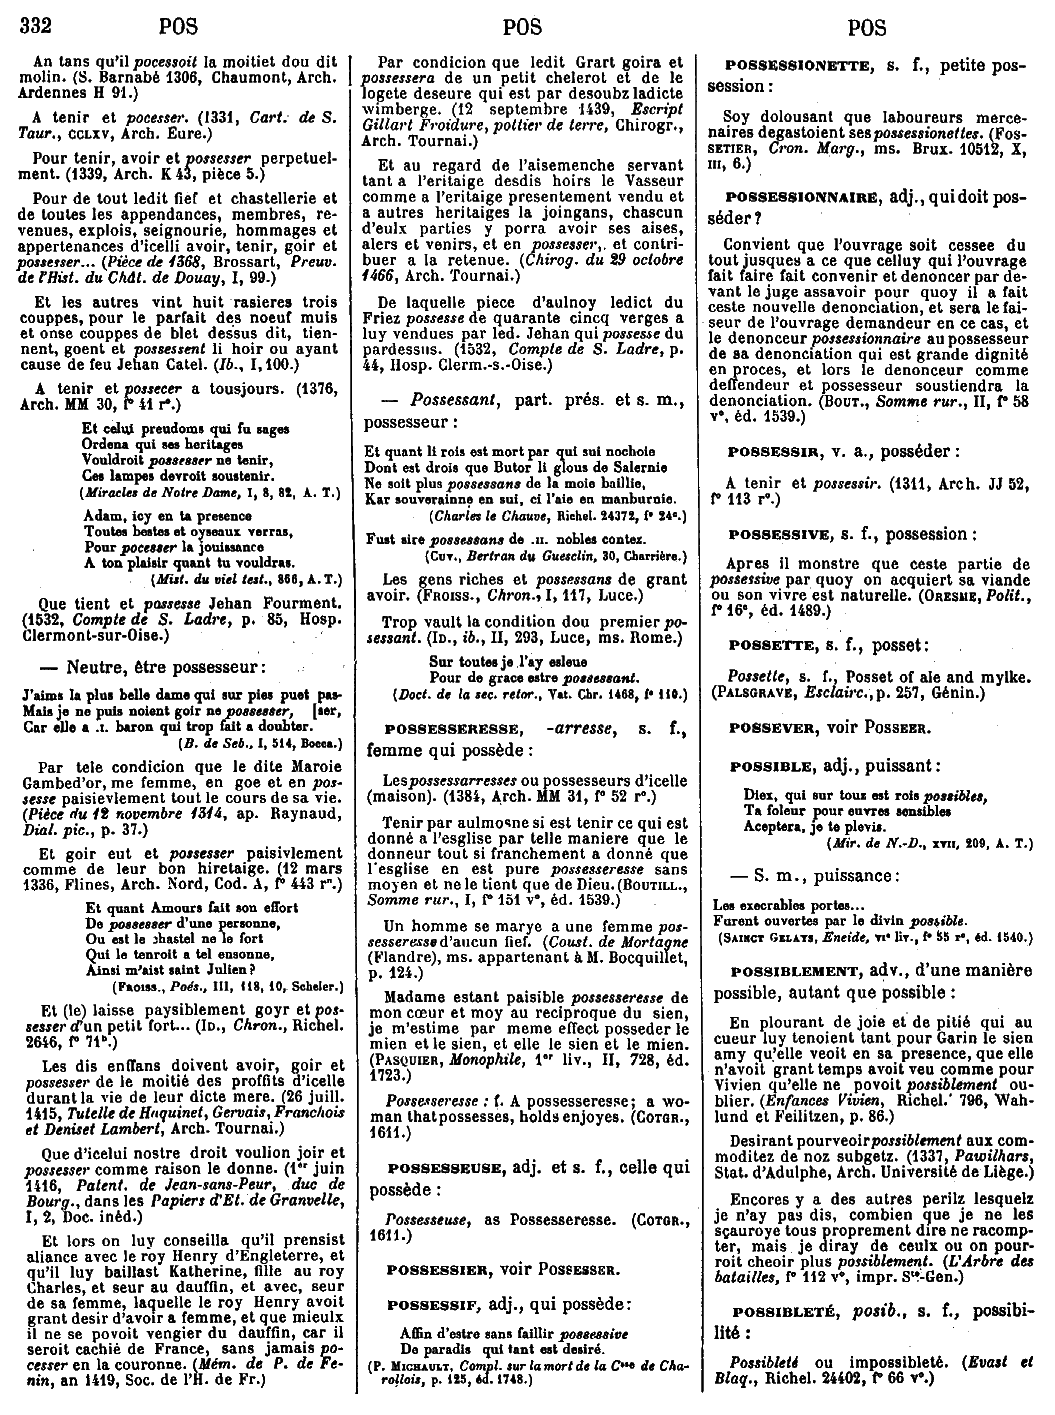 332 POS POS POS
An tans qu'il pocessoit la moitiet dou dit
molin. (S. Barnabé 1306, Chaumont, Arch.
Ardennes H 91.)
A tenir et pocesser. (1331, Cart. de S.
Taur., CCLXV, Arch. Eure.)
Pour tenir, avoir et possesser perpetuel-
ment. (1339, Arch. K 43, pièce 5.)
Pour de tout ledit fief et chastellerie et
de toutes les appendances, membres, re-
venues, explois, seignourie, hommages et
appertenances d'icelli avoir, tenir, goir et
possesser... (Pièce de 1368, Brossart, Preuv.
de l'Hist. du Chât. de Douay, I, 99.)
Et les autres vint huit rasieres trois
couppes, pour le parfait des noeuf muis
et onse couppes de blet dessus dit, tien-
nent, goent et possessent li hoir ou ayant
cause de feu Jehan Catel. (Ib., I, 100.)
A tenir et possecer a tousjours. (1376,
Arch. MM 30, f° 41 r°.)
Et celui preudoms qui fu sages
Ordena qui ses heritages
Vouldroit possesser ne tenir,
Ces lampes devroit soustenir.
(Miracles de Notre Dame, I, 8, 82, A. T.)
Adam, icy en ta presence
Toutes bestes et oyseaux verras,
Pour pocesser la jouissance
A ton plaisir quant tu vouldras.
(Mist. du viel test., 866, A. T.)
Que tient et possesse Jehan Fourment.
(1532, Compte de S. Ladre, p. 85, Hosp.
Clermont-sur-Oise.)
— Neutre, être possesseur :
J'aims la plus belle dame qui sur pies puet pas-
Mais je ne puis noient goir ne possesser, [ser,
Car elle a .I. baron qui trop fait a doubter.
(B. de Seb., I, 514, Bocca.)
Par tele condicion que le dite Maroie
Gambed'or, me femme, en goe et en pos-
sesse paisievlement tout le cours de sa vie.
(Pièce du 12 novembre 1314, ap. Raynaud,
Dial. pic., p. 37.)
Et goir eut et possesser paisivlement
comme de leur bon hiretaige. (12 mars
1336, Flines, Arch. Nord, Cod. A, f° 443 r°.)
Et quant Amours fait son effort
De possesser d'une personne,
Ou est le chastel ne le fort
Qui le tenroit a tel ensonne,
Ainsi m'aist saint Julien ?
(FROISS., Poés., III, 118, 10, Scheler.)
Et (le) laisse paysiblement goyr et pos-
sesser d'un petit fort... (ID., Chron., Richel.
2646, f° 71b.)
Les dis enffans doivent avoir, goir et
possesser de le moitié des proffits d'icelle
durant la vie de leur dicte mere. (26 juill.
1415, Tutelle de Haquinet, Gervais, Franchois
et Deniset Lambert, Arch. Tournai.)
Que d'icelui nostre droit voulion joir et
possesser comme raison le donne. (1er juin
1416, Patent. de Jean-sans-Peur, duc de
Bourg., dans les Papiers d'Et. de Granvelle,
I, 2, Doc. inéd.)
Et lors on luy conseilla qu'il prensist
aliance avec le roy Henry d'Engleterre, et
qu'il luy baillast Katherine, fille au roy
Charles, et seur au dauffin, et avec, seur
de sa femme, laquelle le roy Henry avoit
grant desir d'avoir a femme, et que mieulx
il ne se povoit vengier du dauffin, car il
seroit cachié de France, sans jamais po-
cesser en la couronne. (Mém. de P. de Fe-
nin, an 1419, Soc. de l'H. de Fr.)
Par condicion que ledit Grart goira et
possessera de un petit chelerot et de le
logete deseure qui est par desoubz ladicte
wimberge. (12 septembre 1439, Escript
Gillart Froidure, pottier de terre, Chirogr.,
Arch. Tournai.)
Et au regard de l'aisemenche servant
tant a l'eritaige desdis hoirs le Vasseur
comme a l'eritaige presentement vendu et
a autres heritaiges la joingans, chascun
d'eulx parties y porra avoir ses aises,
alers et venirs, et en possesser, et contri-
buer a la retenue. (Chirog. du 29 octobre
1466, Arch. Tournai.)
De laquelle piece d'aulnoy ledict du
Friez possesse de quarante cincq verges a
luy vendues par led. Jehan qui possesse du
pardessus. (1532, Compte de S. Ladre, p.
44, Hosp. Clerm.-s.-Oise.)
— Possessant, part. prés. et s. m.,
possesseur :
Et quant li rois est mort par qui sui nochoie
Dont est drois que Butor li glous de Salernie
Ne soit plus possessans de la moie baillie,
Kar souverainne en sui, ci l'aie en manburnie.
(Charles le Chauve, Richel. 24372, f° 24c.)
Fust sire possessans de .II. nobles contez.
(CUV., Bertran du Guesclin, 30, Charrière.)
Les gens riches et possessans de grant
avoir. (FROISS., Chron., I, 117, Luce.)
Trop vault la condition dou premier po-
sessant. (ID., ib., II, 293, Luce, ms. Rome.)
Sur toutes je l'ay esleue
Pour de grace estre possessant.
(Doct. de la sec. retor., Vat. Chr. 1468, f° 110.)
POSSESSERESSE, -arresse, s. f.,
femme qui possède :
Les possessarresses ou possesseurs d'icelle
(maison). (1384, Arch. MM 31, f° 52 r°.)
Tenir par aulmosne si est tenir ce qui est
donné a l'esglise par telle maniere que le
donneur tout si franchement a donné que
l'esglise en est pure possesseresse sans
moyen et ne le tient que de Dieu. (BOUTILL.,
Somme rur., I, f° 151 v°, éd. 1539.)
Un homme se marye a une femme pos-
sesseresse d'aucun fief. (Coust. de Mortagne
(Flandre), ms. appartenant à M. Bocquillet,
p. 124.)
Madame estant paisible possesseresse de
mon cœur et moy au reciproque du sien,
je m'estime par meme effect posseder le
mien et le sien, et elle le sien et le mien.
(PASQUIER, Monophile, 1er liv., II, 728, éd.
1723.)
Possesseresse : f. A possesseresse; a wo-
man that possesses, holds enjoyes. (COTGR.,
1611.)
POSSESSEUSE, adj. et s. f., celle qui
possède :
Possesseuse, as Possesseresse. (COTGR.,
1611.)
POSSESSIER, voir POSSESSER.
POSSESSIF, adj., qui possède :
Affin d'estre sans faillir possessive
De paradis qui tant est desiré.
(P. MICHAULT, Compl. sur la mort de la Csse de Cha-
rollois, p. 125, éd. 1748.)
POSSESSIONETTE, s. f., petite pos-
session :
Soy dolousant que laboureurs merce-
naires degastoient ses possessionettes. (FOS-
SETIER, Cron. Marg., ms. Brux. 10512, X,
III, 6.)
POSSESSIONNAIRE, adj., qui doit pos-
séder ?
Convient que l'ouvrage soit cessee du
tout jusques a ce que celluy qui l'ouvrage
fait faire fait convenir et denoncer par de-
vant le juge assavoir pour quoy il a fait
ceste nouvelle denonciation, et sera le fai-
seur de l'ouvrage demandeur en ce cas, et
le denonceur possessionnaire au possesseur
de sa denonciation qui est grande dignité
en proces, et lors le denonceur comme
deffendeur et possesseur soustiendra la
denonciation. (BOUT., Somme rur., II, f° 58
v°, éd. 1539.)
POSSESSIR, v. a., posséder :
A tenir et possessir. (1311, Arch. JJ 52,
f° 113 r°.)
POSSESSIVE, s. f., possession :
Apres il monstre que ceste partie de
possessive par quoy on acquiert sa viande
ou son vivre est naturelle. (ORESME, Polit.,
f° 16a, éd. 1489.)
POSSETTE, s. f., posset :
Possette, s. f., Posset of ale and mylke.
(PALSGRAVE, Esclairc., p. 257, Génin.)
POSSEVER, voir POSSEER.
POSSIBLE, adj., puissant :
Diex, qui sur touz est rois possibles,
Ta foleur pour euvres sensibles
Aceptera, je te plevis.
(Mir. de N.-D., XVII, 209, A. T.)
— S. m., puissance :
Les execrables portes...
Furent ouvertes par le divin possible.
(SAINCT GELAYS, Eneide, VIe liv., f° 55 r°, éd. 1540.)
POSSIBLEMENT, adv., d'une manière
possible, autant que possible :
En plourant de joie et de pitié qui au
cueur luy tenoient tant pour Garin le sien
amy qu'elle veoit en sa presence, que elle
n'avoit grant temps avoit veu comme pour
Vivien qu'elle ne povoit possiblement ou-
blier. (Enfances Vivien, Richel. 796, Wah-
lund et Feilitzen, p. 86.)
Desirant pourveoir possiblement aux com-
moditez de noz subgetz. (1337, Pawilhars,
Stat. d'Adulphe, Arch. Université de Liège.)
Encores y a des autres perilz lesquelz
je n'ay pas dis, combien que je ne les
sçauroye tous proprement dire ne racomp-
ter, mais je diray de ceulx ou on pour-
roit cheoir plus possiblement. (L'Arbre des
batailles, f° 112 v°, impr. Ste-Gen.)
POSSIBLETÉ, posib., s. f., possibi-
lité :
Possibleté ou impossibleté. (Evast et
Blaq., Richel. 24402, f° 66 v°.)